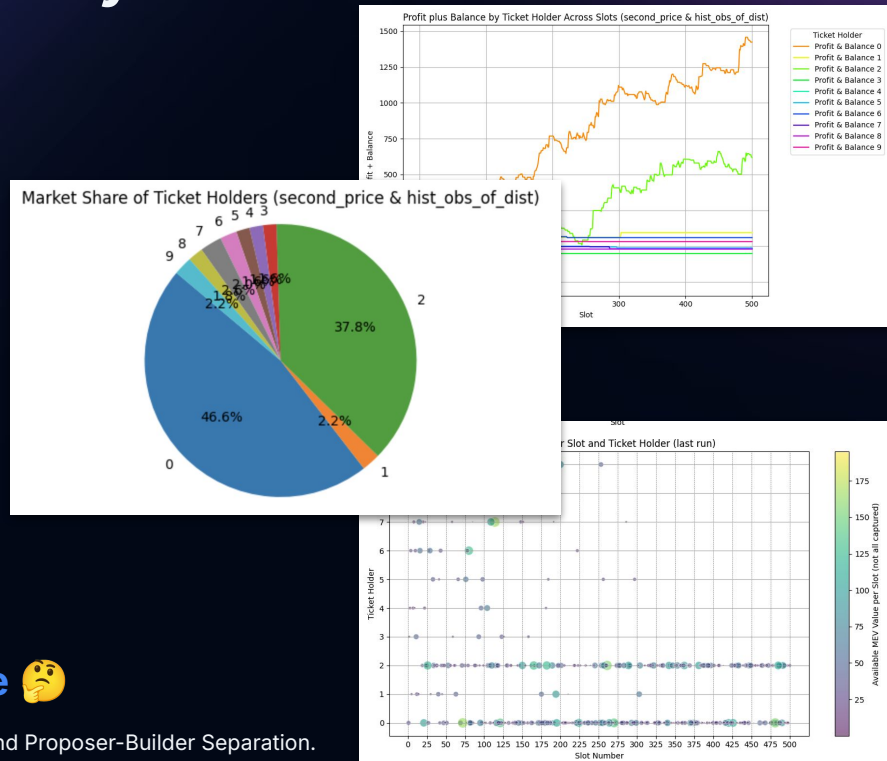 Profit plus Balance by Ticket Holder Across Slots (second_price & hist_obs_of_dist)
1500
1250
1000
750
500
fit + Balance
300
400
500
Slot
Ticket Holder
Profit & Balance 0
Profit & Balance 1
Profit & Balance 2
Profit & Balance 3
Profit & Balance 4
Profit & Balance 5
Profit & Balance 6
Profit & Balance 7
Profit & Balance 8
Profit & Balance 9
Market Share of Ticket Holders (second_price & hist_obs_of_dist)
3
4
5
6
7
8
9
2
0
1
37.8%
2.2%
46.6%
2.2%
Slot
r Slot and Ticket Holder (last run)
7
6
5
4
3
2
1
0
Ticket Holder
0 25 50 75 100 125 150 175 200 225 250 275 300 325 350 375 400 425 450 475 500
Slot Number
175
150
125
100
75
50
25
Available MEV Value per Slot (not all captured)
e 🤔
nd Proposer-Builder Separation.